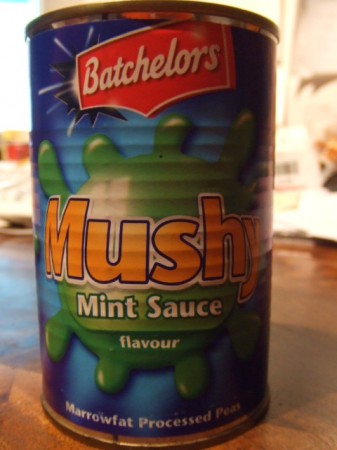 Batchelors
Mushy
Mint Sauce
flavour
Marrowfat Processed Peas